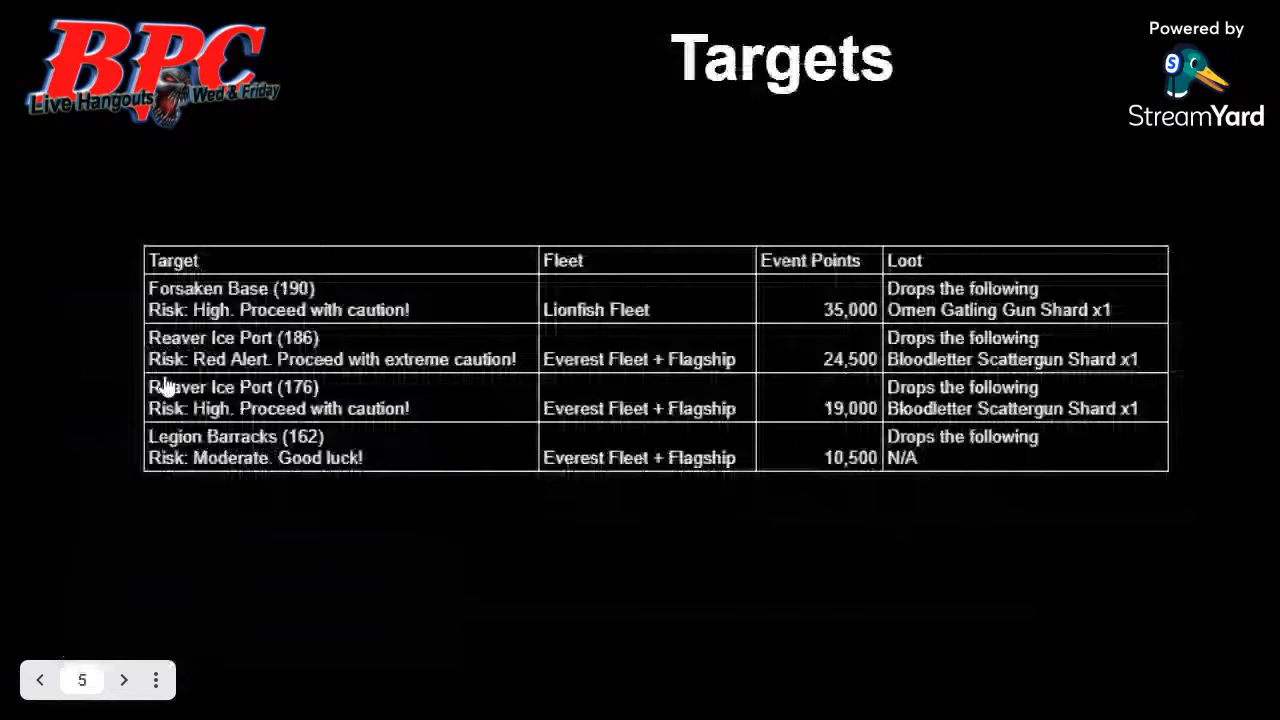 BPC
Live Hangouts Wed & Friday
Targets
Powered by
S
StreamYard
Target Fleet Event Points Loot
Forsaken Base (190) Drops the following
Risk: High. Proceed with caution! Lionfish Fleet 35,000 Omen Gatling Gun Shard x1
Reaver Ice Port (186) Drops the following
Risk: Red Alert. Proceed with extreme caution! Everest Fleet + Flagship 24,500 Bloodletter Scattergun Shard x1
Reaver Ice Port (176) Drops the following
Risk: High. Proceed with caution! Everest Fleet + Flagship 19,000 Bloodletter Scattergun Shard x1
Legion Barracks (162) Drops the following
Risk: Moderate. Good luck! Everest Fleet + Flagship 10,500 N/A
5